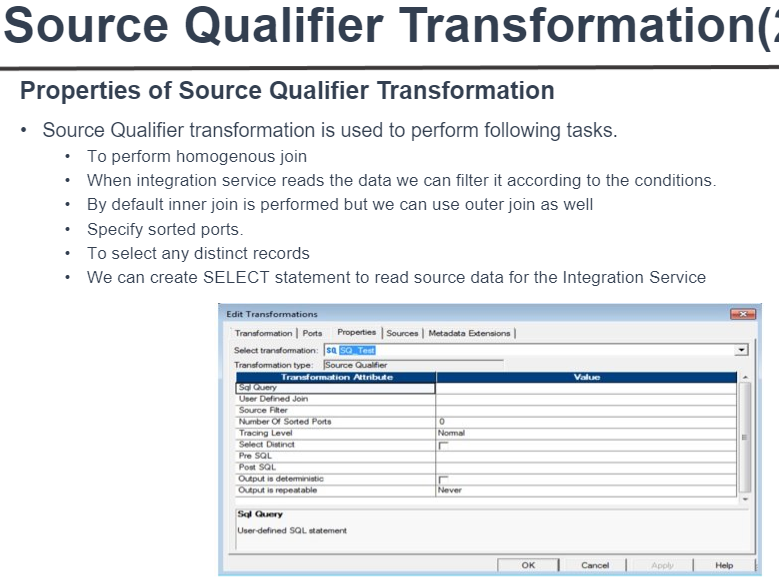 Source Qualifier Transformation(
Properties of Source Qualifier Transformation
• Source Qualifier transformation is used to perform following tasks.
• To perform homogenous join
• When integration service reads the data we can filter it according to the conditions.
• By default inner join is performed but we can use outer join as well
• Specify sorted ports.
• To select any distinct records
• We can create SELECT statement to read source data for the Integration Service
Edit Transformations
Transformation | Ports | Properties | Sources | Metadata Extensions |
Select transformation: SQ SQ_Test
Transformation type: Source Qualifier
Transformation Attribute Value
Sql Query
User Defined Join
Source Filter
Number Of Sorted Ports 0
Tracing Level Normal
Select Distinct
Pre SQL
Post SQL
Output is deterministic
Output is repeatable Never
Sql Query
User-defined SQL statement
OK Cancel Apply Help